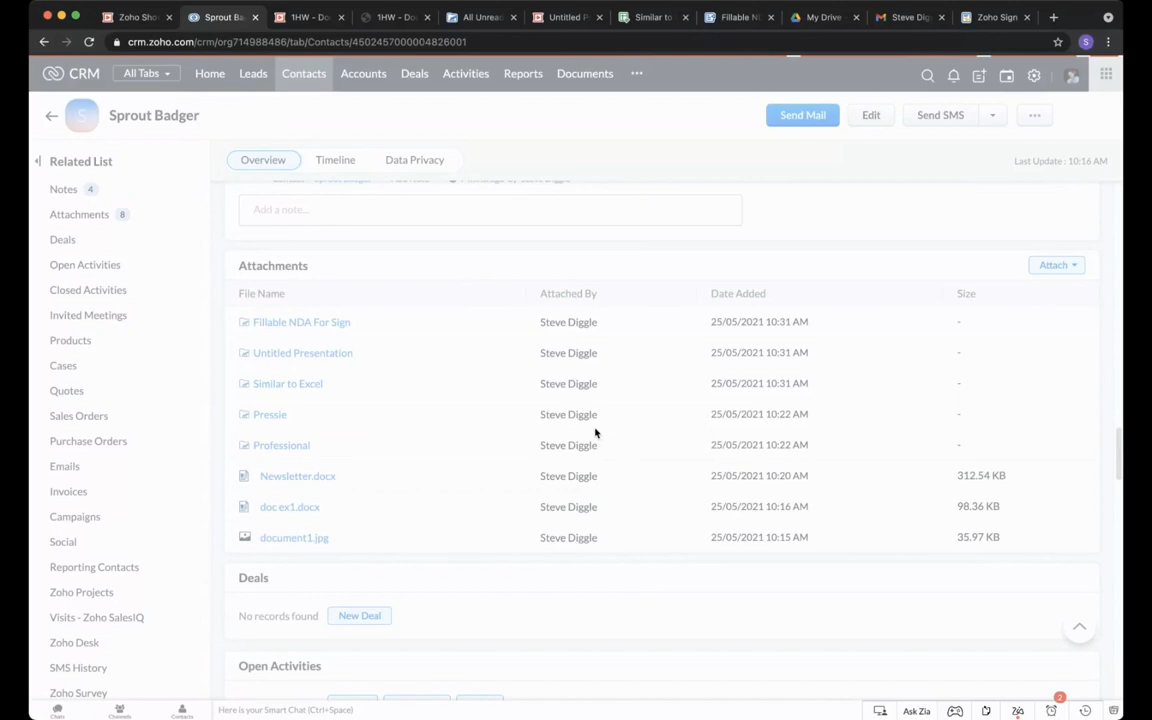 Zoho Sho
Sprout Ba
1HW - Do
1HW - Do
All Unrea
Untitled P
Similar to
Fillable N
My Drive
Steve Dig
Zoho Sign
crm.zoho.com/crm/org714988486/tab/Contacts/4502457000004826001
S
CRM
All Tabs
Home
Leads
Contacts
Accounts
Deals
Activities
Reports
Documents
S
Sprout Badger
Send Mail
Edit
Send SMS
Related List
Overview
Timeline
Data Privacy
Last Update : 10:16 AM
Notes 4
Attachments 8
Deals
Open Activities
Closed Activities
Invited Meetings
Products
Cases
Quotes
Sales Orders
Purchase Orders
Emails
Invoices
Campaigns
Social
Reporting Contacts
Zoho Projects
Visits - Zoho SalesIQ
Zoho Desk
SMS History
Zoho Survey
Add a note...
Attachments
Attach
File Name Attached By Date Added Size
Fillable NDA For Sign Steve Diggle 25/05/2021 10:31 AM -
Untitled Presentation Steve Diggle 25/05/2021 10:31 AM -
Similar to Excel Steve Diggle 25/05/2021 10:31 AM -
Pressie Steve Diggle 25/05/2021 10:22 AM -
Professional Steve Diggle 25/05/2021 10:22 AM -
Newsletter.docx Steve Diggle 25/05/2021 10:20 AM 312.54 KB
doc ex1.docx Steve Diggle 25/05/2021 10:16 AM 98.36 KB
document1.jpg Steve Diggle 25/05/2021 10:15 AM 35.97 KB
Deals
No records found
New Deal
Open Activities
Chats
Channels
Contacts
Here is your Smart Chat (Ctrl+Space)
Ask Zia
2